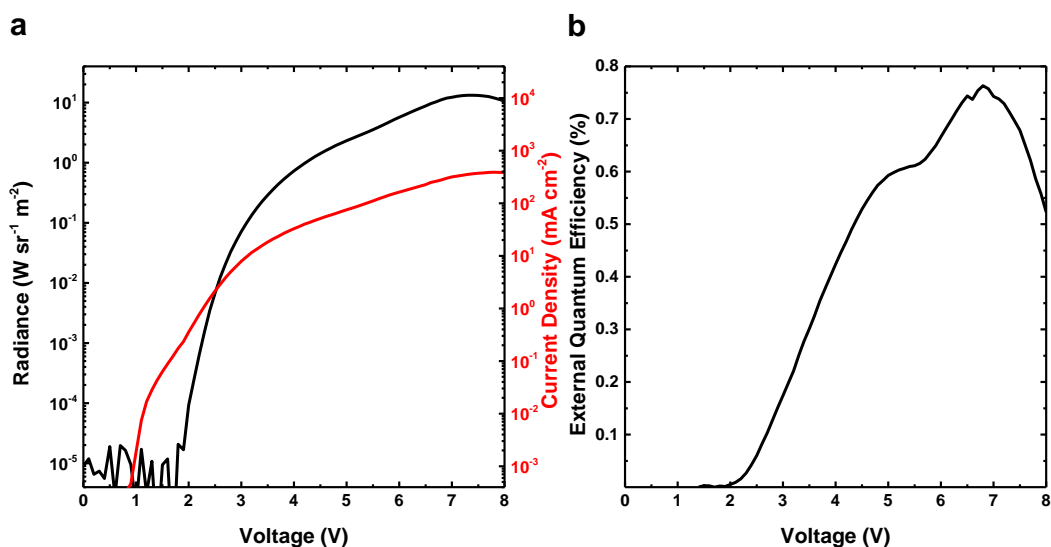 a
Radiance (W sr⁻¹ m⁻²)
10¹
10⁰
10⁻¹
10⁻²
10⁻³
10⁻⁴
10⁻⁵
0 1 2 3 4 5 6 7 8
Voltage (V)
10⁴
10³
10²
10¹
10⁰
10⁻¹
10⁻²
10⁻³
Current Density (mA cm⁻²)
b
External Quantum Efficiency (%)
0.8
0.7
0.6
0.5
0.4
0.3
0.2
0.1
0 1 2 3 4 5 6 7 8
Voltage (V)